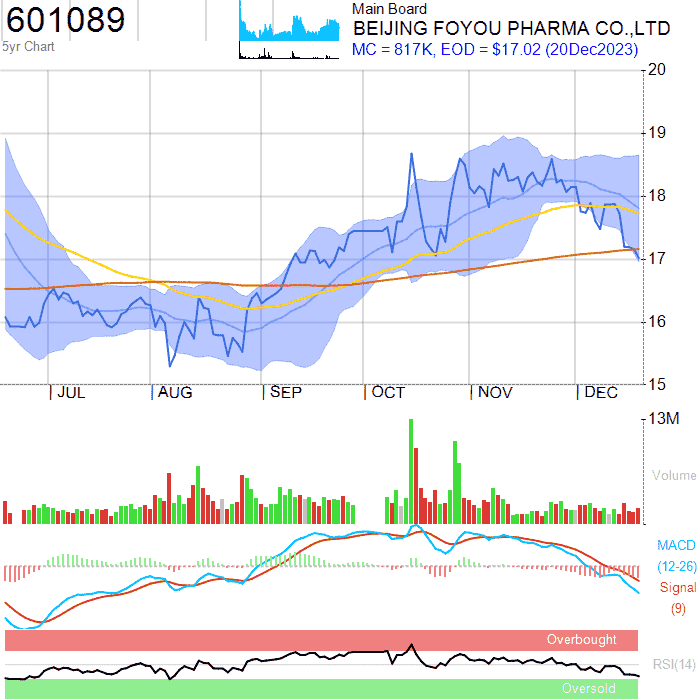 601089
5yr Chart
Main Board
BEIJING FOYOU PHARMA CO.,LTD
MC = 817K, EOD = $17.02 (20Dec2023)
20
19
18
17
16
15
JUL AUG SEP OCT NOV DEC
13M
Volume
MACD
(12-26)
Signal
(9)
Overbought
RSI(14)
Oversold